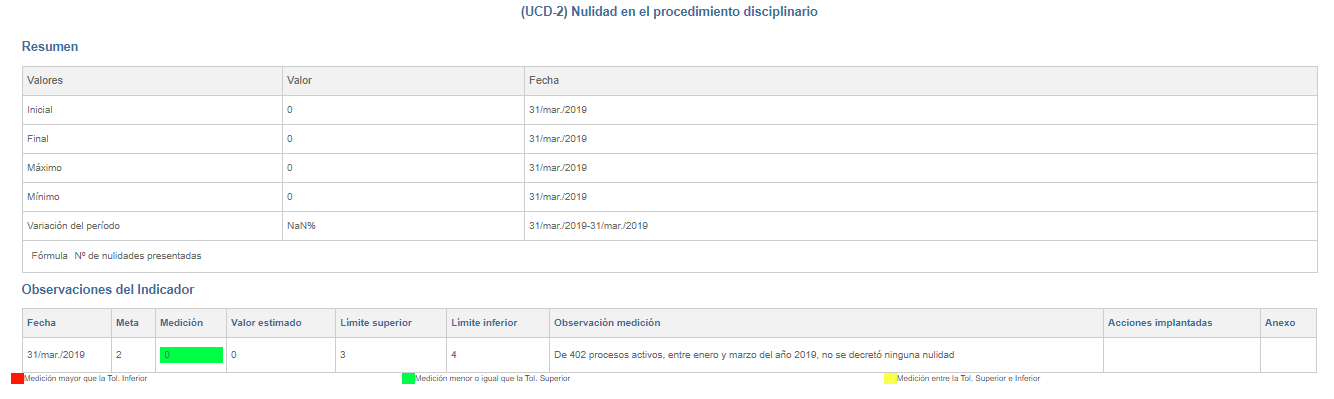 (UCD-2) Nulidad en el procedimiento disciplinario
Resumen
Valores Valor Fecha
Inicial 0 31/mar./2019
Final 0 31/mar./2019
Máximo 0 31/mar./2019
Mínimo 0 31/mar./2019
Variación del período NaN% 31/mar./2019-31/mar./2019
Fórmula Nº de nulidades presentadas
Observaciones del Indicador
Fecha Meta Medición Valor estimado Límite superior Límite inferior Observación medición Acciones implantadas Anexo
31/mar./2019 2 0 0 3 4 De 402 procesos activos, entre enero y marzo del año 2019, no se decretó ninguna nulidad
Medición mayor que la Tol. Inferior Medición menor o igual que la Tol. Superior Medición entre la Tol. Superior e Inferior